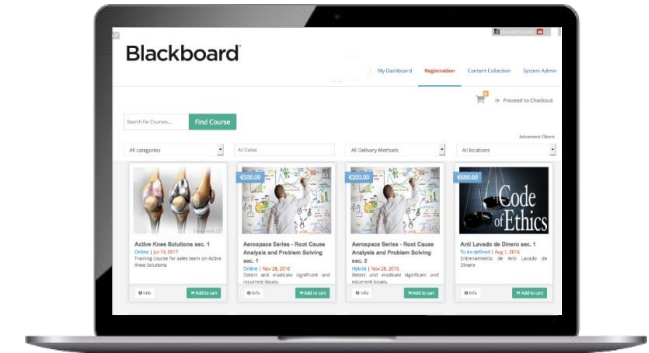 Blackboard
My Dashboard Registration Content Collection System Admin
Proceed to Checkout
Search for Courses... Find Course
Advanced Filters
All categories All Dates All Delivery Methods All locations
€500.00 €200.00 €600.00
Code
of Ethics
Active Knee Solutions sec. 1
Online | Jul 13, 2017
Training course for sales team on Active
Knee Solutions
Info Add to cart
Aerospace Series - Root Cause
Analysis and Problem Solving
sec. 1
Online | Nov 28, 2016
Detect and eradicate significant and
recurrent issues.
Info Add to cart
Aerospace Series - Root Cause
Analysis and Problem Solving
sec. 2
Hybrid | Nov 28, 2016
Detect and eradicate significant and
recurrent issues.
Info Add to cart
Anti Lavado de Dinero sec. 1
To be defined | Aug 1, 2016
Entrenamiento de Anti Lavado de
Dinero
Info Add to cart